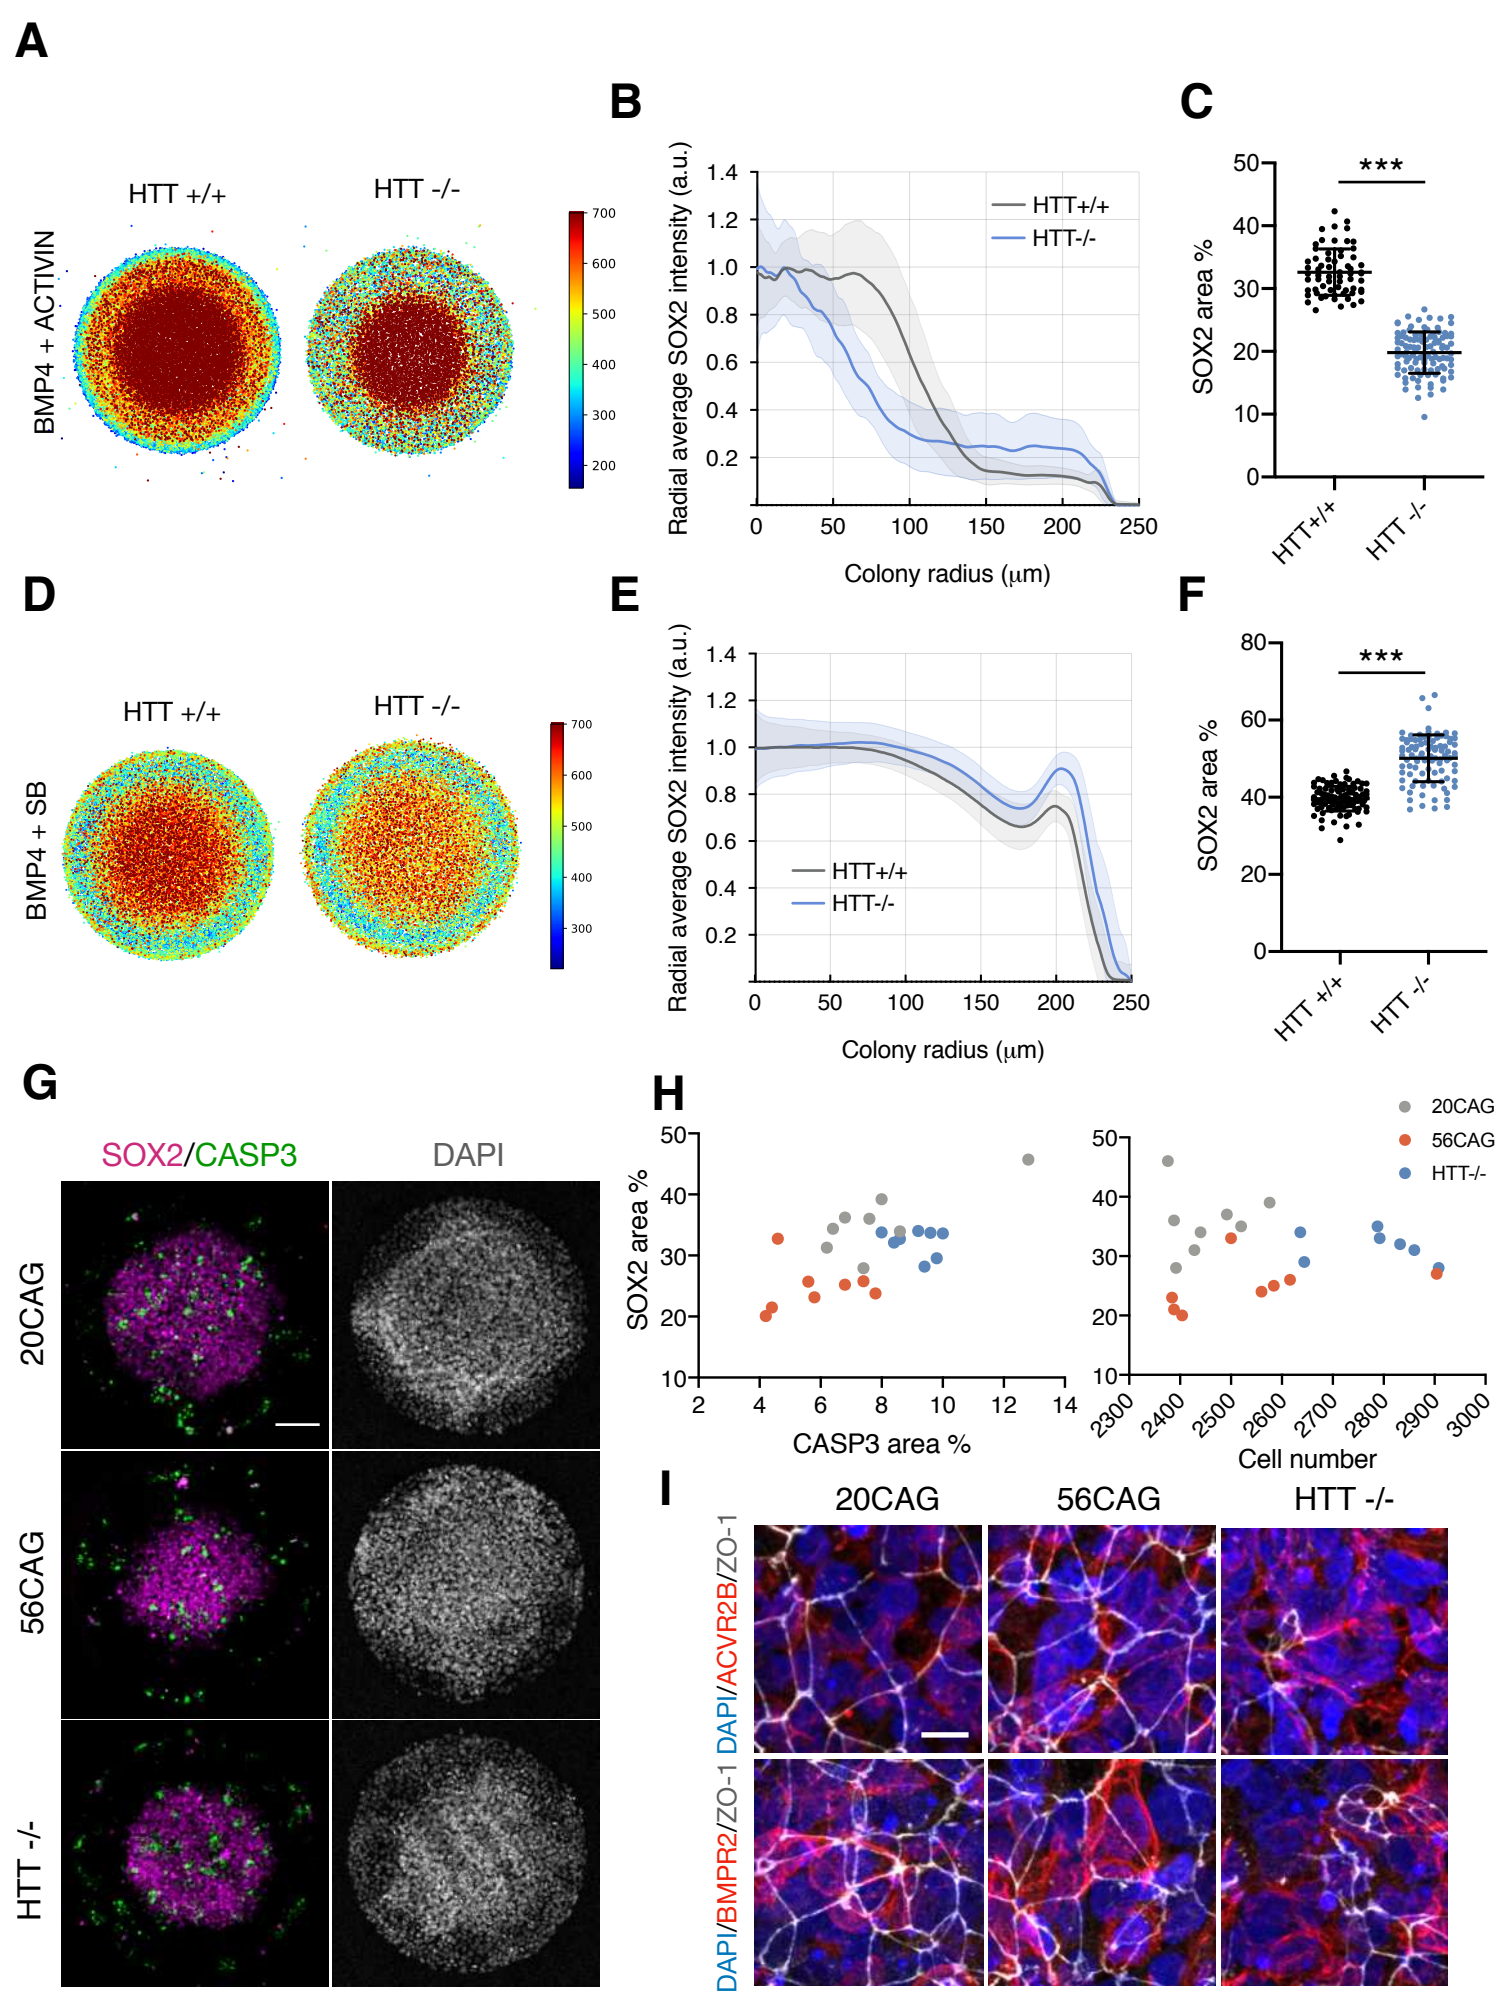 A
HTT +/+
HTT -/-
BMP4 + ACTIVIN
700
600
500
400
300
200
B
Radial average SOX2 intensity (a.u.)
1.4
1.2
1.0
0.8
0.6
0.4
0.2
HTT+/+
HTT-/-
0 50 100 150 200 250
Colony radius (μm)
C
SOX2 area %
50
40
30
20
10
0
***
HTT+/+
HTT -/-
D
HTT +/+
HTT -/-
BMP4 + SB
700
600
500
400
300
E
Radial average SOX2 intensity (a.u.)
1.4
1.2
1.0
0.8
0.6
0.4
0.2
HTT+/+
HTT-/-
0 50 100 150 200 250
Colony radius (μm)
F
SOX2 area %
80
60
40
20
0
***
HTT +/+
HTT -/-
G
SOX2/CASP3
DAPI
20CAG
56CAG
HTT -/-
H
SOX2 area %
50
40
30
20
10
2 4 6 8 10 12 14
CASP3 area %
50
40
30
20
10
2300 2400 2500 2600 2700 2800 2900 3000
Cell number
20CAG
56CAG
HTT-/-
I
20CAG
56CAG
HTT -/-
DAPI/ACVR2B/ZO-1
DAPI/BMPR2/ZO-1